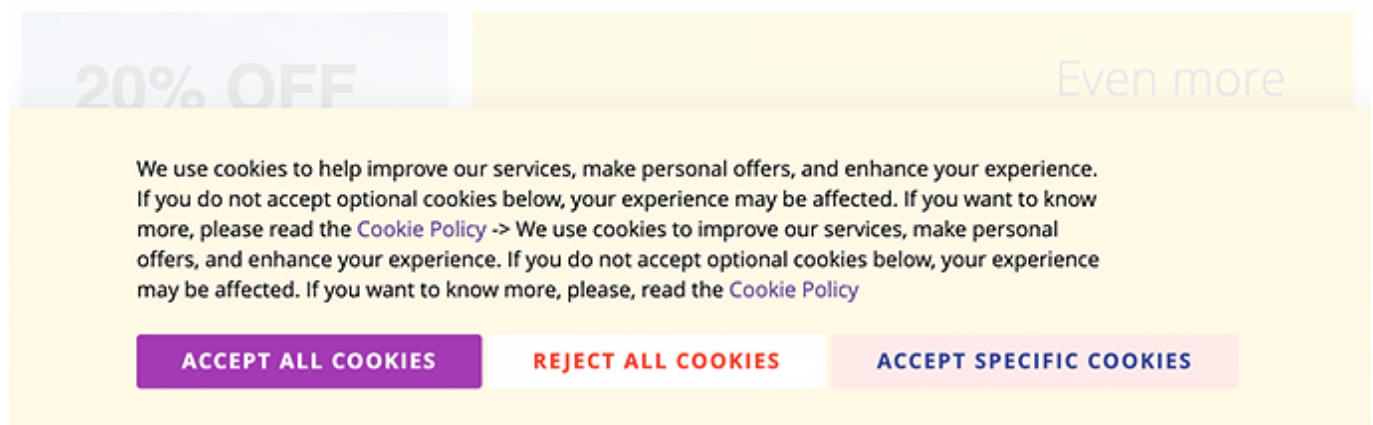 20% OFF
Even more
We use cookies to help improve our services, make personal offers, and enhance your experience.
If you do not accept optional cookies below, your experience may be affected. If you want to know
more, please read the Cookie Policy -> We use cookies to improve our services, make personal
offers, and enhance your experience. If you do not accept optional cookies below, your experience
may be affected. If you want to know more, please, read the Cookie Policy
ACCEPT ALL COOKIES
REJECT ALL COOKIES
ACCEPT SPECIFIC COOKIES